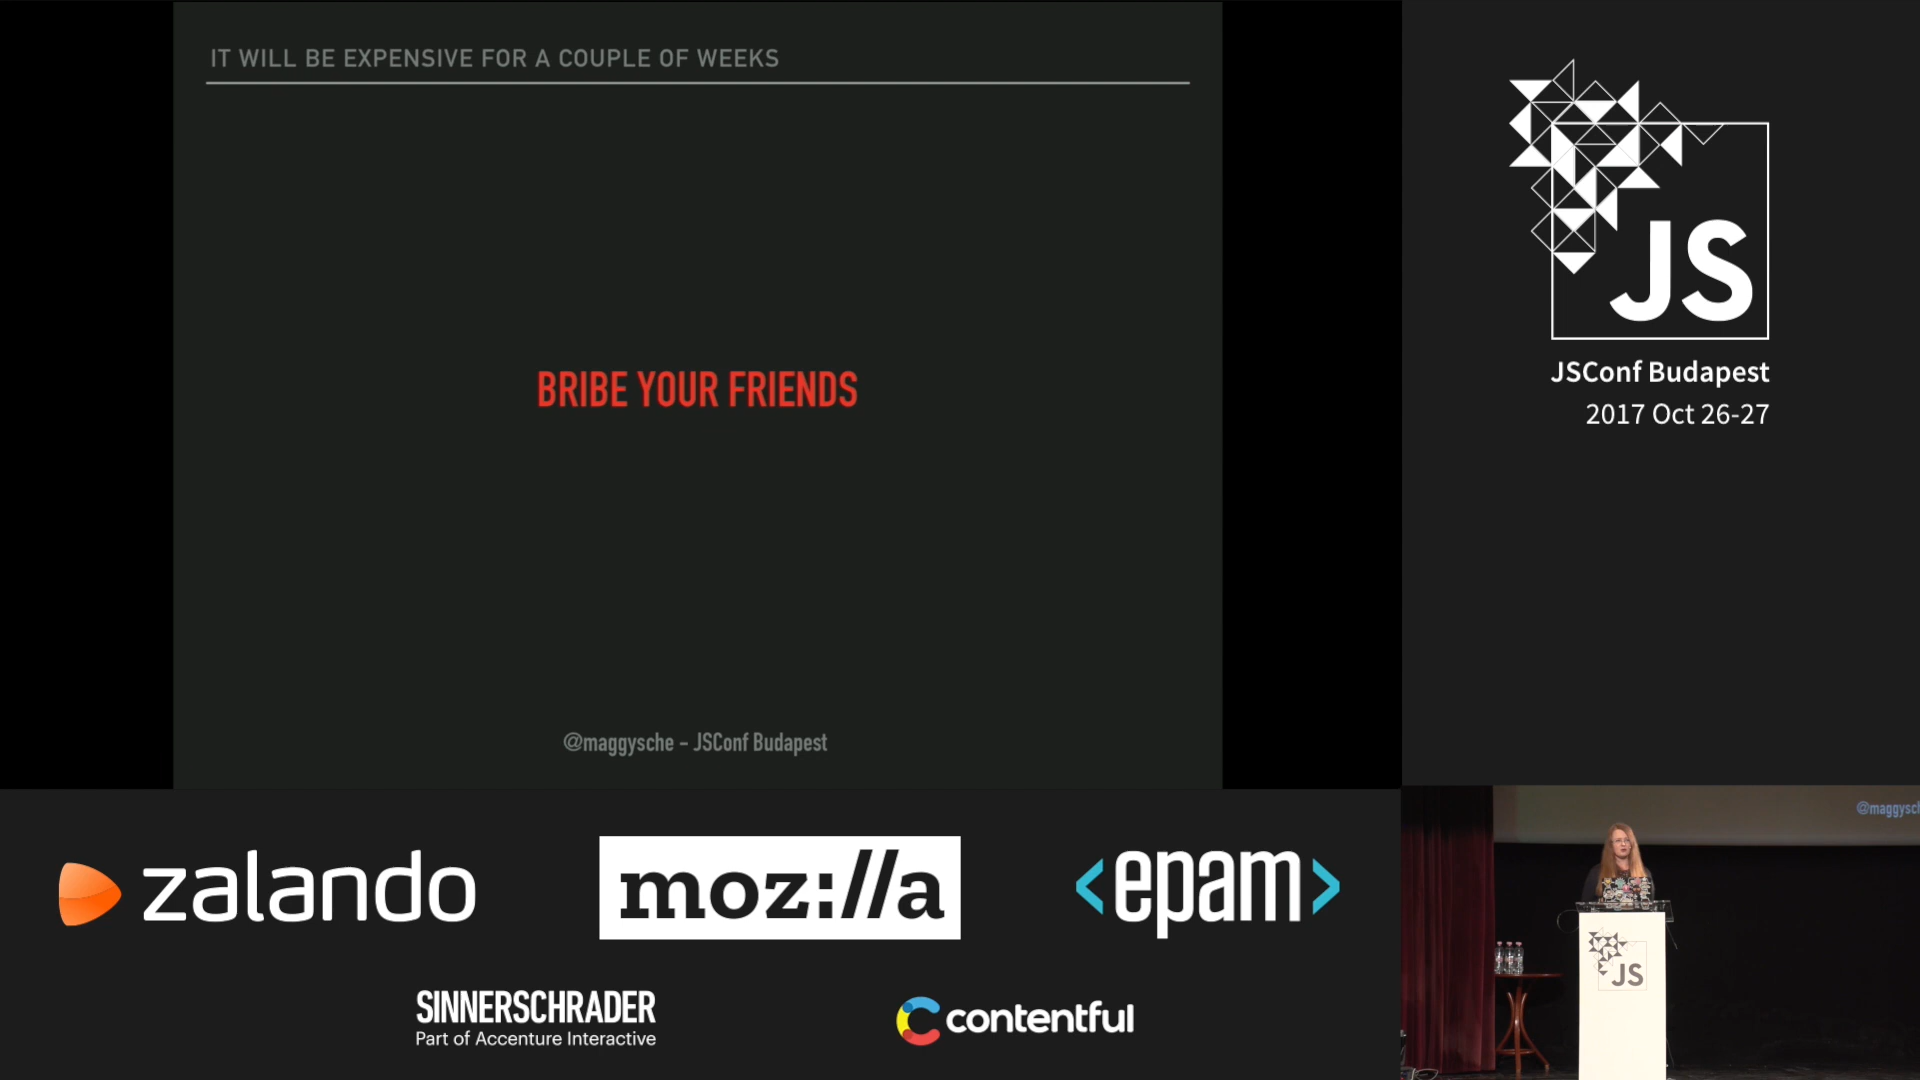 IT WILL BE EXPENSIVE FOR A COUPLE OF WEEKS
BRIBE YOUR FRIENDS
@maggysche - JSConf Budapest
JS
JSConf Budapest
2017 Oct 26-27
zalando
moz://a
<epam>
SINNERSCHRADER
Part of Accenture Interactive
contentful
@maggysch
JS